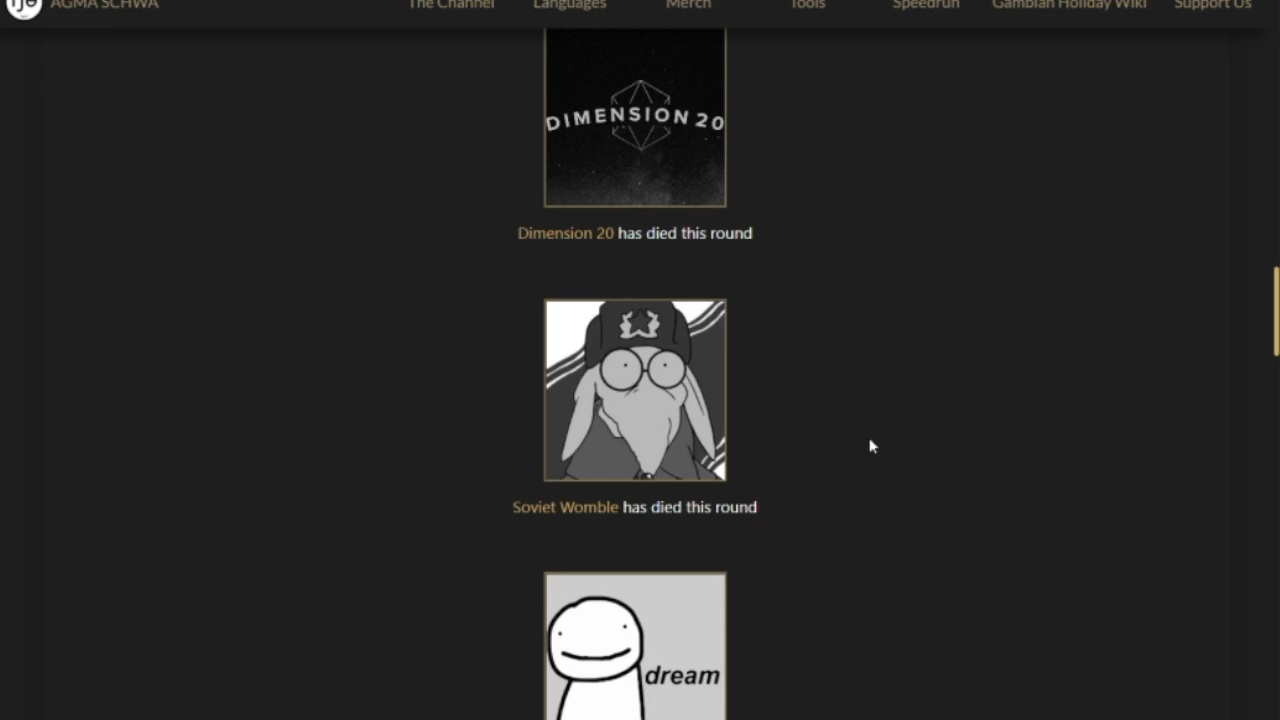 AGMA SCHWA
The Channel
Languages
Merch
Tools
Speedrun
Gambian Holiday Wiki
Support Us
DIMENSION 20
Dimension 20 has died this round
Soviet Womble has died this round
dream